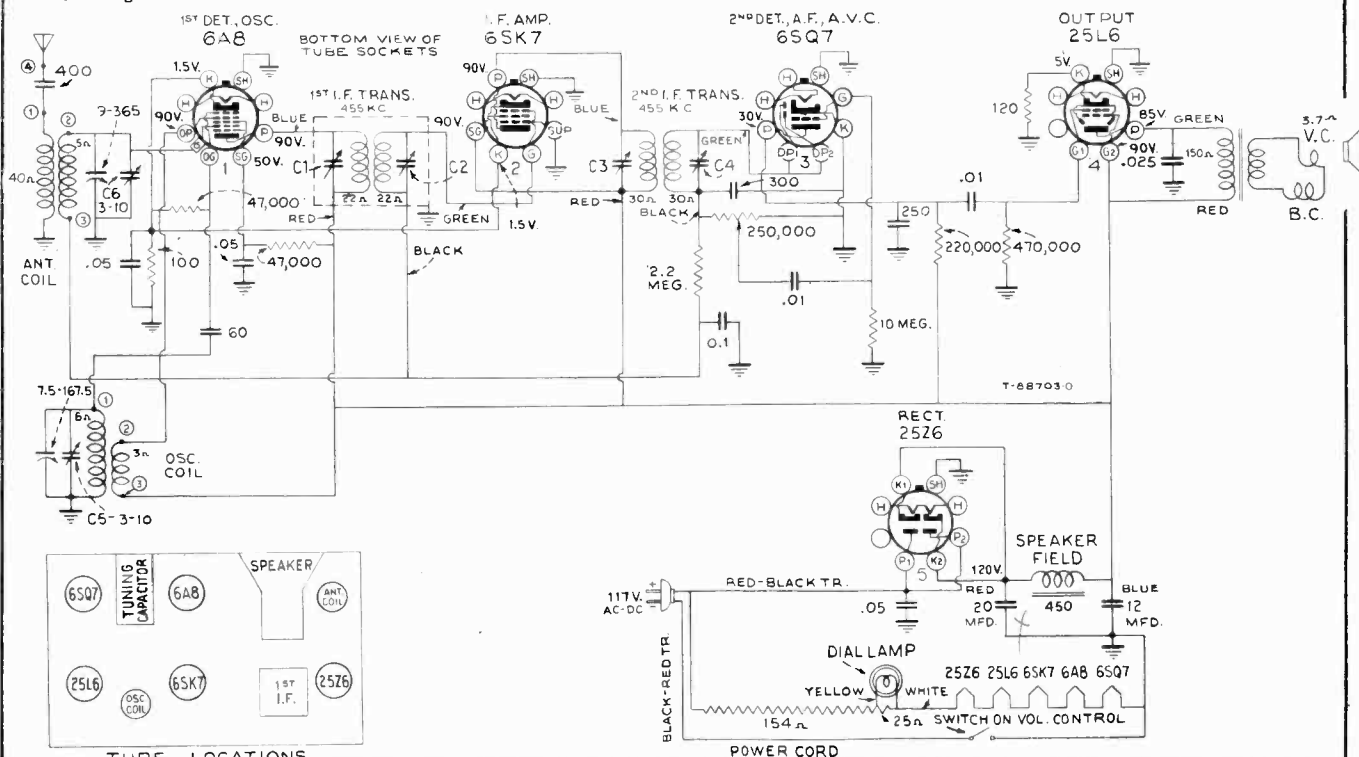 1ST DET., OSC.
6A8
I.F. AMP.
6SK7
2ND DET., A.F., A.V.C.
6SQ7
OUTPUT
25L6
BOTTOM VIEW OF
TUBE SOCKETS
4
400
1
2
9-365
5Ω
40Ω
C6
3-10
3
ANT.
COIL
1.5V.
K
SH
H
H
90V.
OP
P
OG
SG
1
BLUE
90V.
50V.
47,000
.05
100
.05
47,000
60
1ST I.F. TRANS.
455 KC
C1
C2
22Ω
22Ω
RED
GREEN
BLACK
90V.
P
SH
H
H
90V.
SG
SUP
K
G
2
1.5V.
BLUE
2ND I.F. TRANS.
455 KC
C3
C4
30Ω
30Ω
RED
GREEN
BLACK
H
SH
H
G
30V.
P
K
DP1
DP2
3
300
250,000
2.2
MEG.
.01
0.1
10 MEG.
250
.01
220,000
470,000
5V.
K
SH
H
H
120
P
85V.
G1
G2
90V.
4
GREEN
.025
150Ω
RED
3.7Ω
V.C.
B.C.
T-88703-0
7.5-167.5
1
6Ω
2
3Ω
OSC.
COIL
3
C5-3-10
RECT.
25Z6
K1
SH
H
H
P2
P1
K2
5
120V.
SPEAKER
FIELD
450
RED
20
MFD.
BLUE
12
MFD.
RED-BLACK TR.
117V.
AC-DC
.05
BLACK-RED TR.
DIAL LAMP
YELLOW
WHITE
25Z6 25L6 6SK7 6A8 6SQ7
154Ω
25Ω
SWITCH ON VOL. CONTROL
POWER CORD
6SQ7
TUNING
CAPACITOR
6A8
SPEAKER
ANT.
COIL
25L6
OSC
COIL
6SK7
1ST
I.F.
25Z6
TUBE LOCATIONS